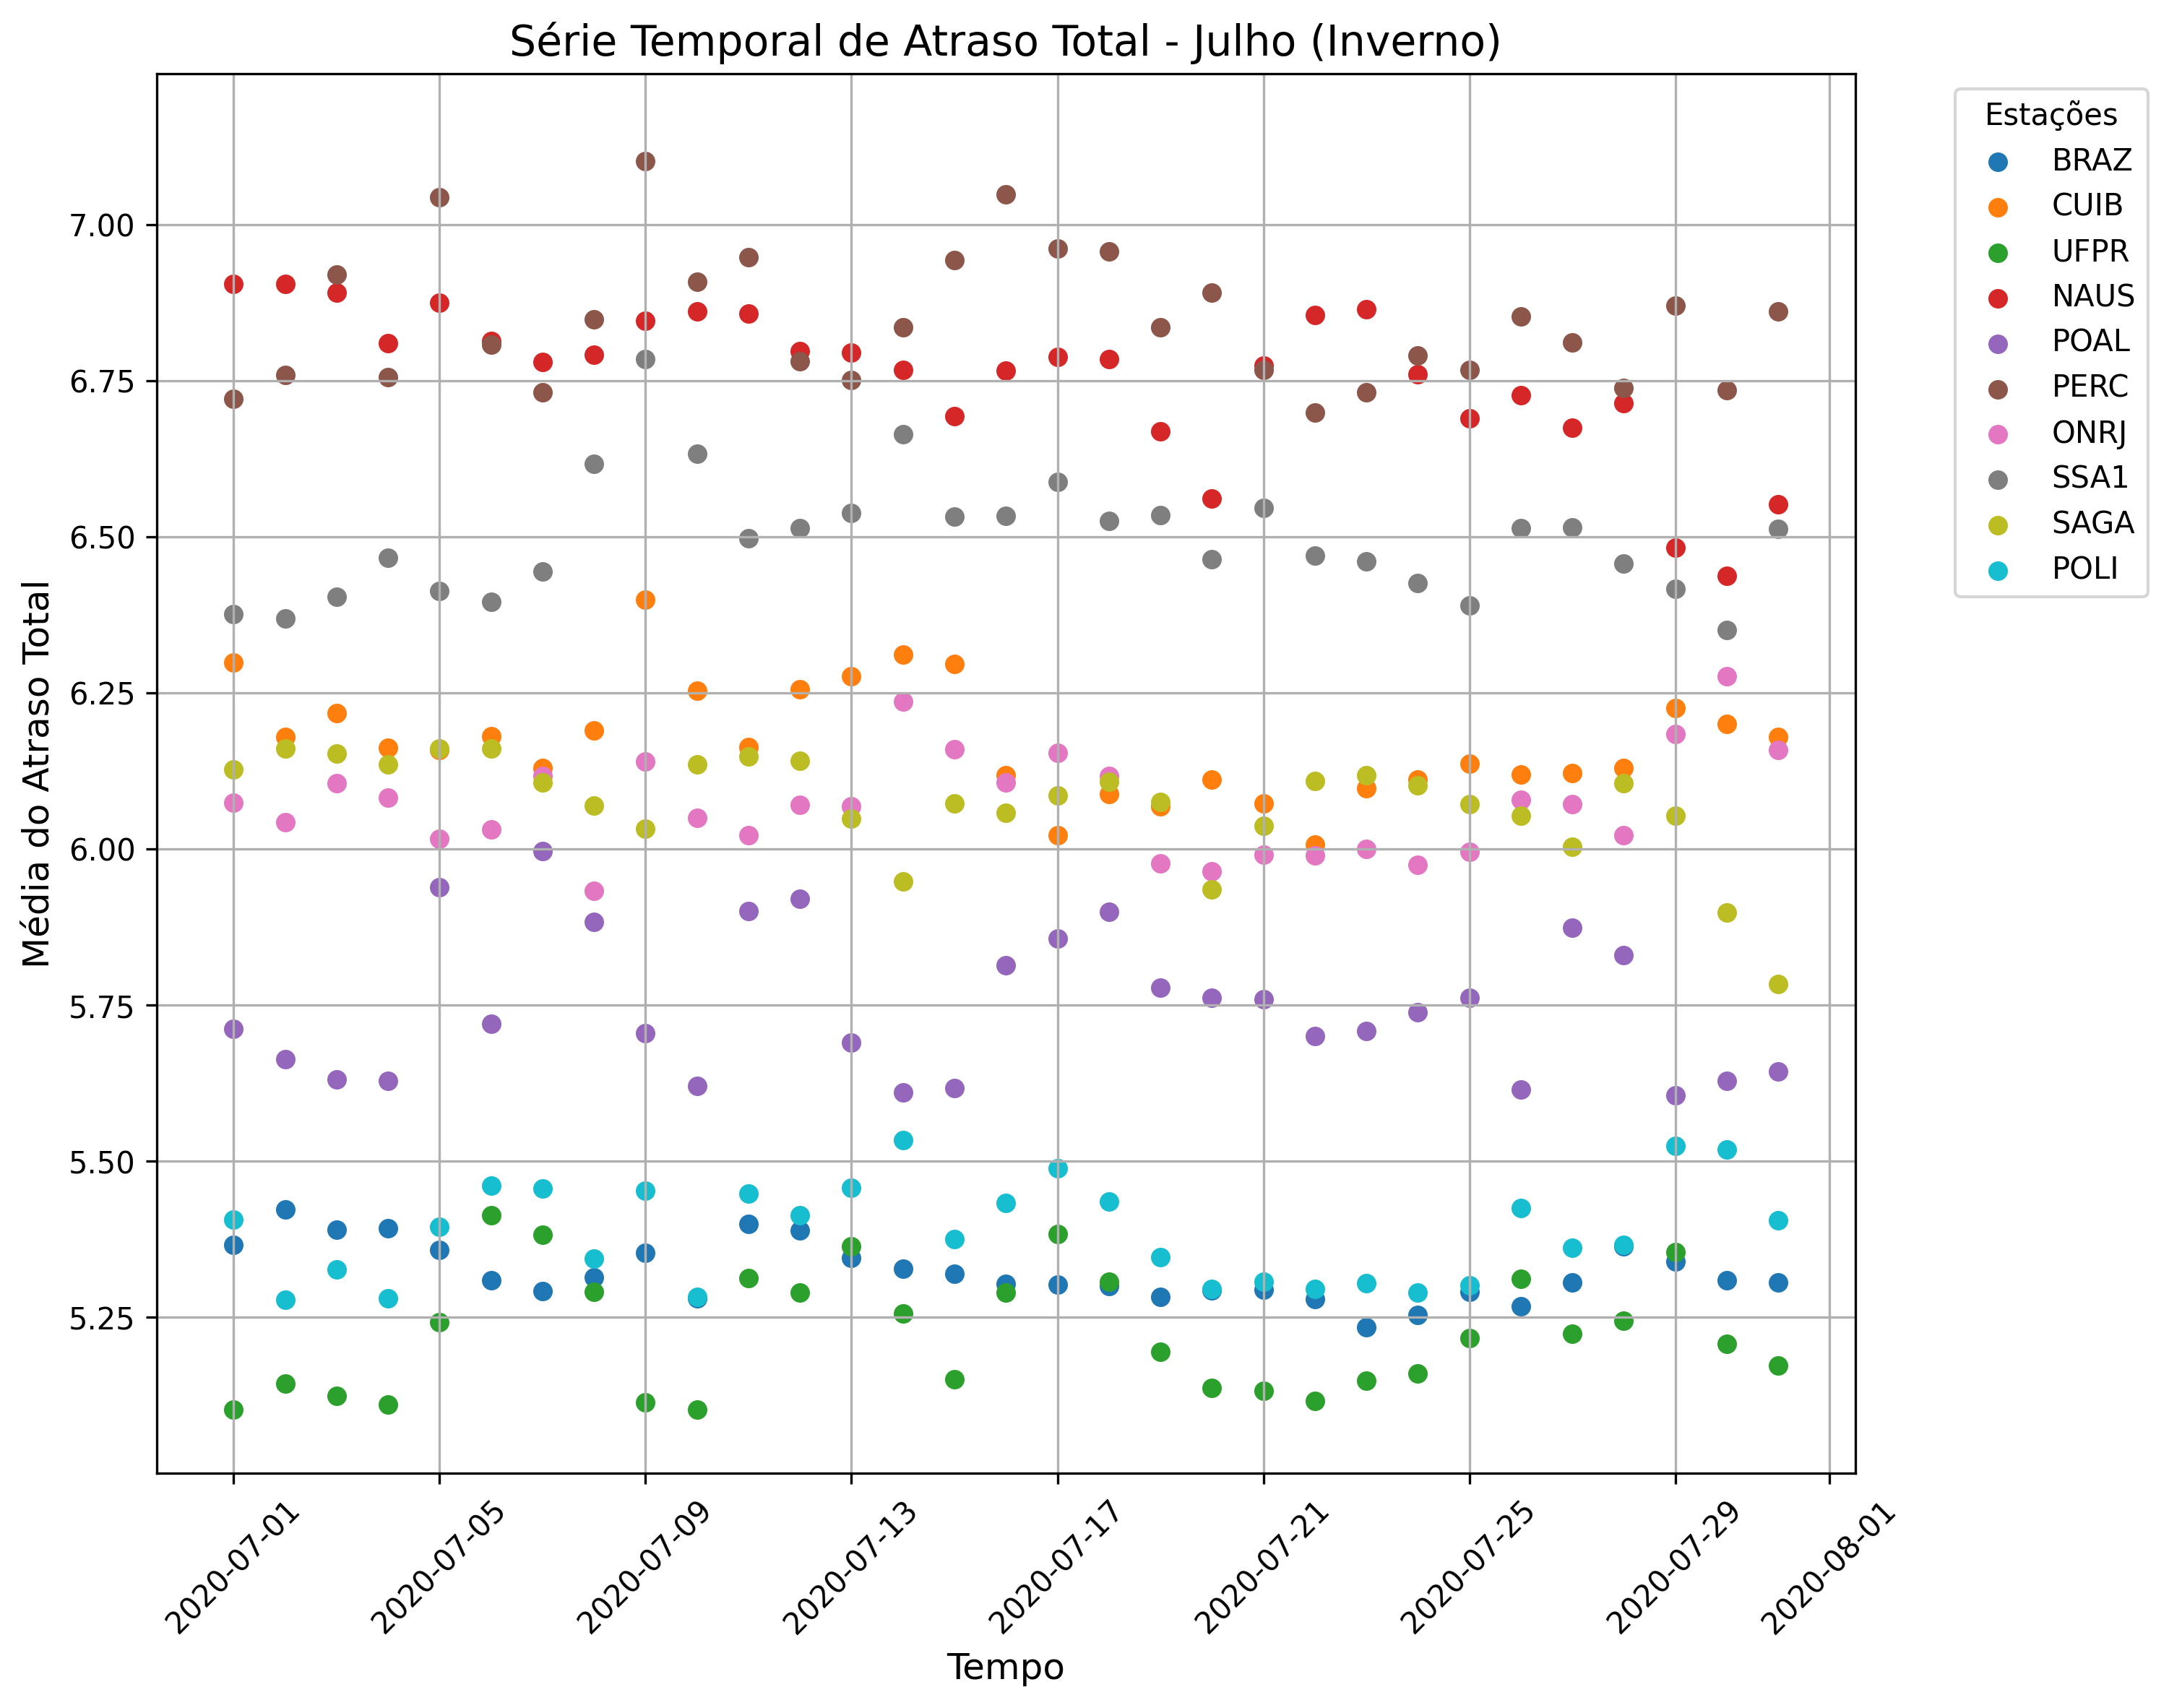 Série Temporal de Atraso Total - Julho (Inverno)
Média do Atraso Total
7.00
6.75
6.50
6.25
6.00
5.75
5.50
5.25
2020-07-01
2020-07-05
2020-07-09
2020-07-13
2020-07-17
2020-07-21
2020-07-25
2020-07-29
2020-08-01
Tempo
Estações
BRAZ
CUIB
UFPR
NAUS
POAL
PERC
ONRJ
SSA1
SAGA
POLI